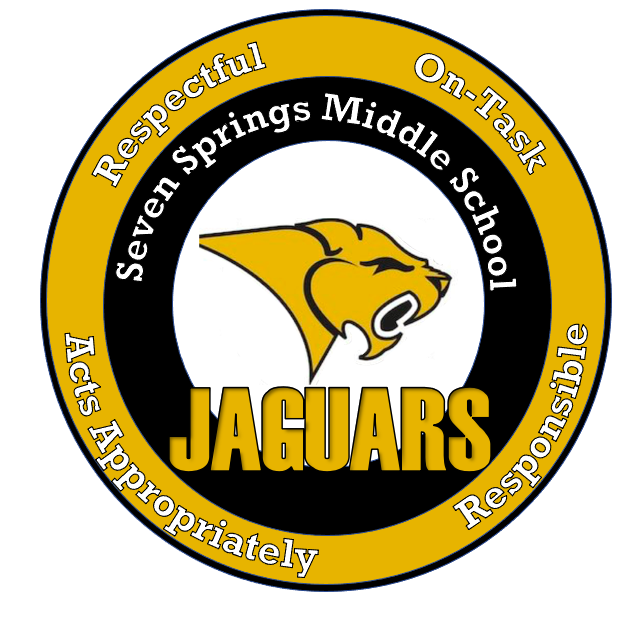 Respectful
On-Task
Seven Springs Middle School
JAGUARS
Acts Appropriately
Responsible